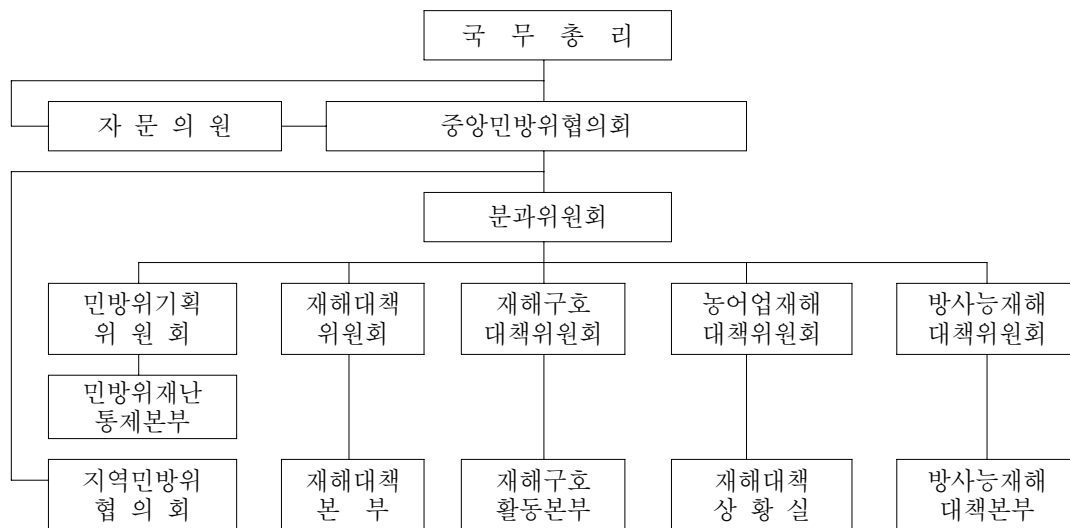 국 무 총 리
자 문 의 원
중앙민방위협의회
분과위원회
민방위기획
위 원 회
재해대책
위원회
재해구호
대책위원회
농어업재해
대책위원회
방사능재해
대책위원회
민방위재난
통제본부
지역민방위
협 의 회
재해대책
본 부
재해구호
활동본부
재해대책
상 황 실
방사능재해
대책본부